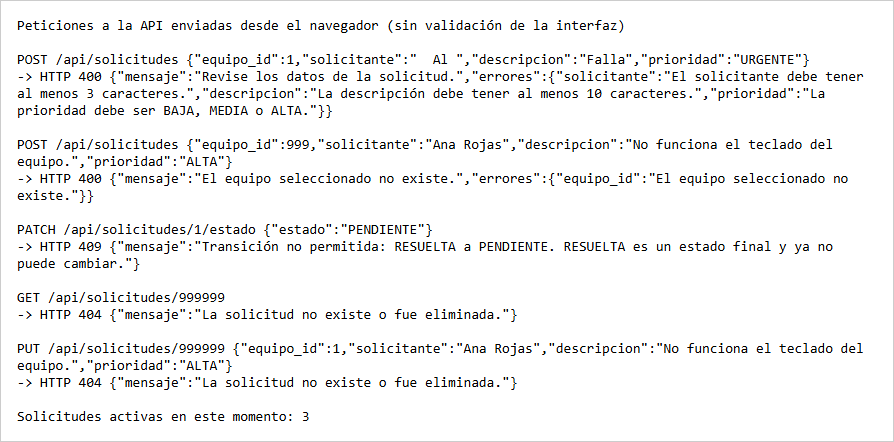 Peticiones a la API enviadas desde el navegador (sin validación de la interfaz)
POST /api/solicitudes {"equipo_id":1,"solicitante":"  Al ","descripcion":"Falla","prioridad":"URGENTE"}
-> HTTP 400 {"mensaje":"Revise los datos de la solicitud.","errores":{"solicitante":"El solicitante debe tener
al menos 3 caracteres.","descripcion":"La descripción debe tener al menos 10 caracteres.","prioridad":"La
prioridad debe ser BAJA, MEDIA o ALTA."}}
POST /api/solicitudes {"equipo_id":999,"solicitante":"Ana Rojas","descripcion":"No funciona el teclado del
equipo.","prioridad":"ALTA"}
-> HTTP 400 {"mensaje":"El equipo seleccionado no existe.","errores":{"equipo_id":"El equipo seleccionado no
existe."}}
PATCH /api/solicitudes/1/estado {"estado":"PENDIENTE"}
-> HTTP 409 {"mensaje":"Transición no permitida: RESUELTA a PENDIENTE. RESUELTA es un estado final y ya no
puede cambiar."}
GET /api/solicitudes/999999
-> HTTP 404 {"mensaje":"La solicitud no existe o fue eliminada."}
PUT /api/solicitudes/999999 {"equipo_id":1,"solicitante":"Ana Rojas","descripcion":"No funciona el teclado del
equipo.","prioridad":"ALTA"}
-> HTTP 404 {"mensaje":"La solicitud no existe o fue eliminada."}
Solicitudes activas en este momento: 3